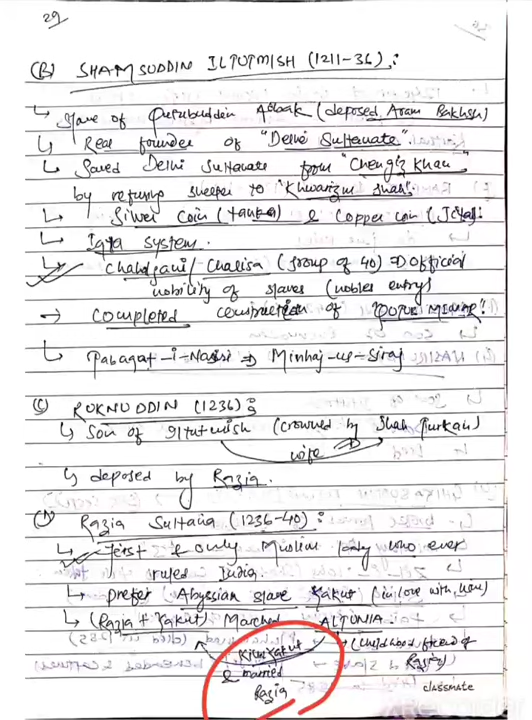 29
(B) SHAMSUDDIN ILTUTMISH (1211-36):
↳ Slave of Qutubuddin Aibak (deposed Aram Bakhsh)
↳ Real founder of "Delhi Sultanate".
↳ Saved Delhi Sultanate from "Chengiz Khan"
by refusing shelter to "Khwarizm Shah".
↳ Silver Coin (tanka) & Copper coin (Jital)
↳ Iqta system.
↳ Chahalgani/Chalisa (group of 40) ⇒ official
nobility of slaves (nobles entry)
→ completed construction of "QUTUB MINAR".
↳ Tabaqat-i-Nasiri ⇒ Minhaj-us-Siraj
(C) RUKNUDDIN (1236):
↳ Son of Iltutmish (crowned by Shah Turkan)
wife
↳ deposed by Razia.
Razia Sultana (1236-40):
↳ First & only Muslim lady who ever
ruled India.
↳ prefer Abyssian slave Yakut (in love with him)
↳ (Razia + Yakut) Marched ALTUNIA
Kill Yakut ↳ (Childhood friend of
& married Razia)
Razia
classmate